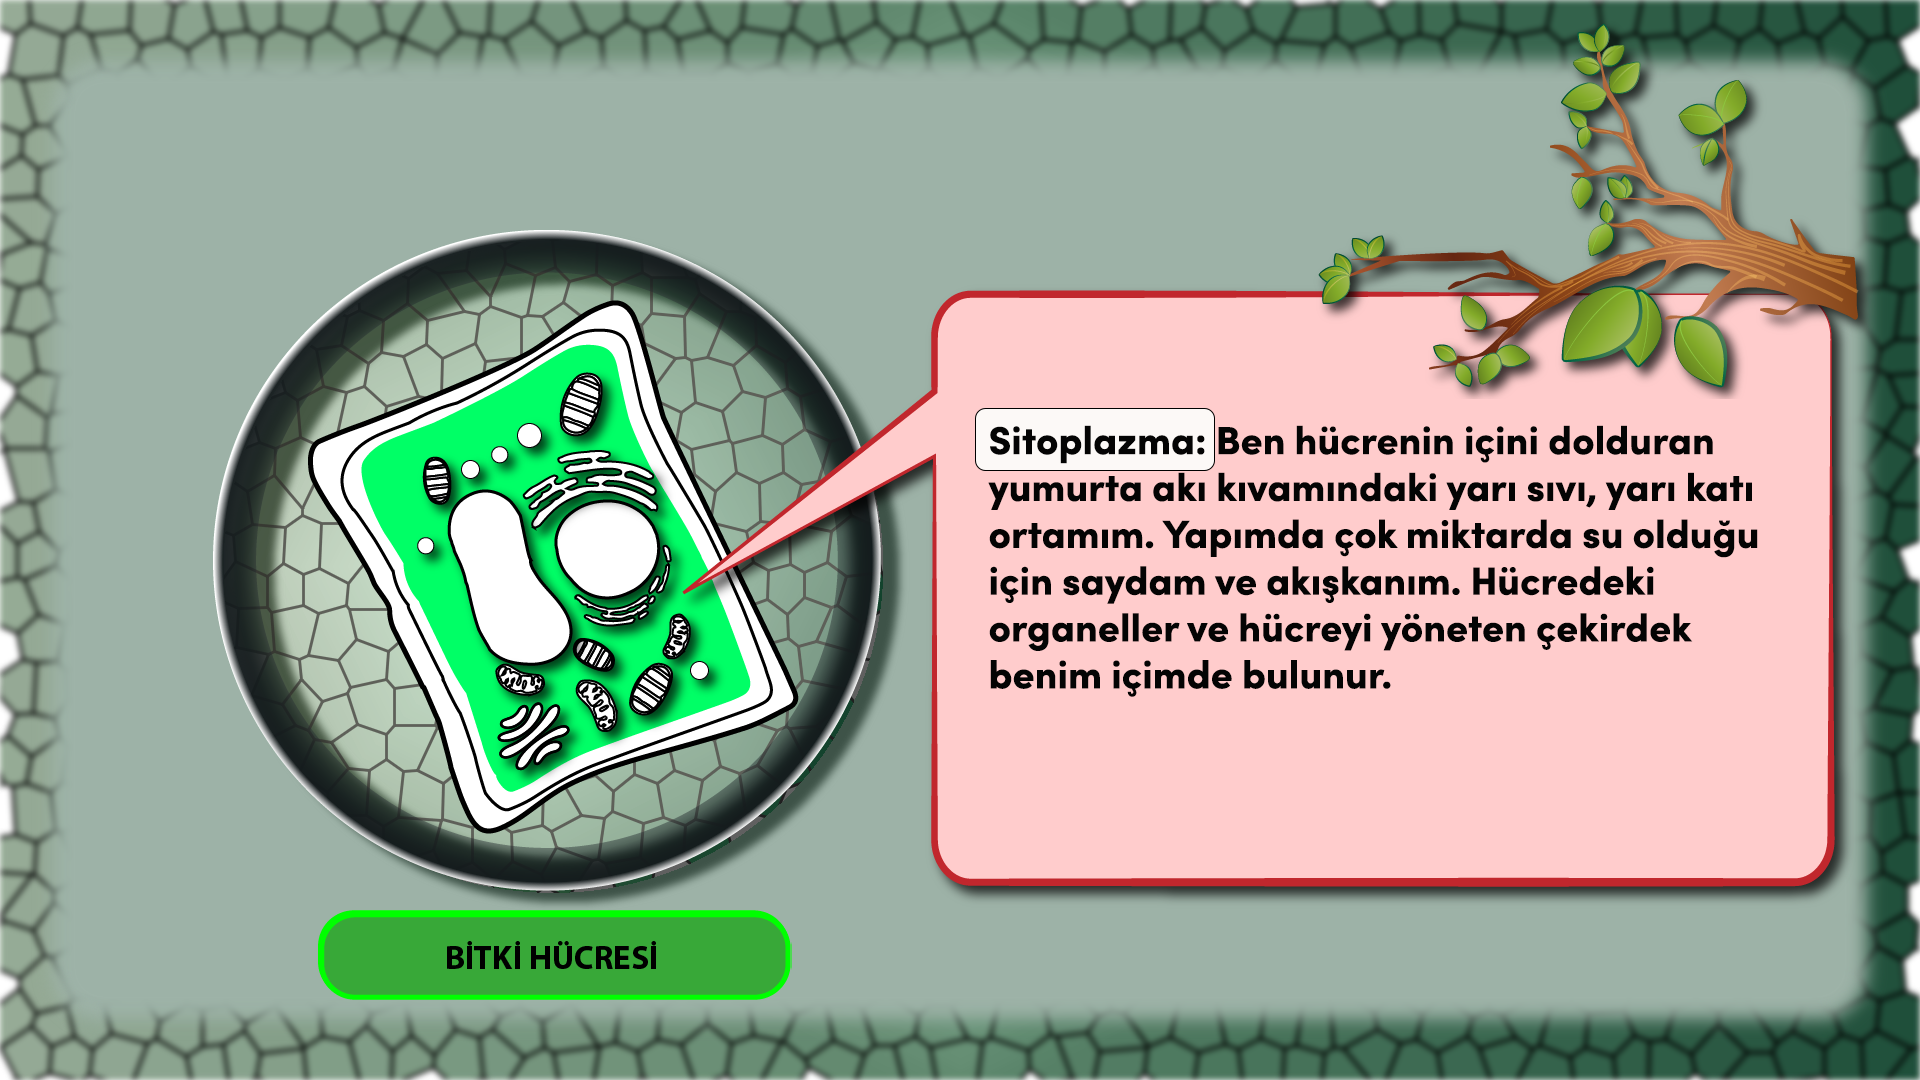 Sitoplazma: Ben hücrenin içini dolduran
yumurta akı kıvamındaki yarı sıvı, yarı katı
ortamım. Yapımda çok miktarda su olduğu
için saydam ve akışkanım. Hücredeki
organeller ve hücreyi yöneten çekirdek
benim içimde bulunur.
BİTKİ HÜCRESİ